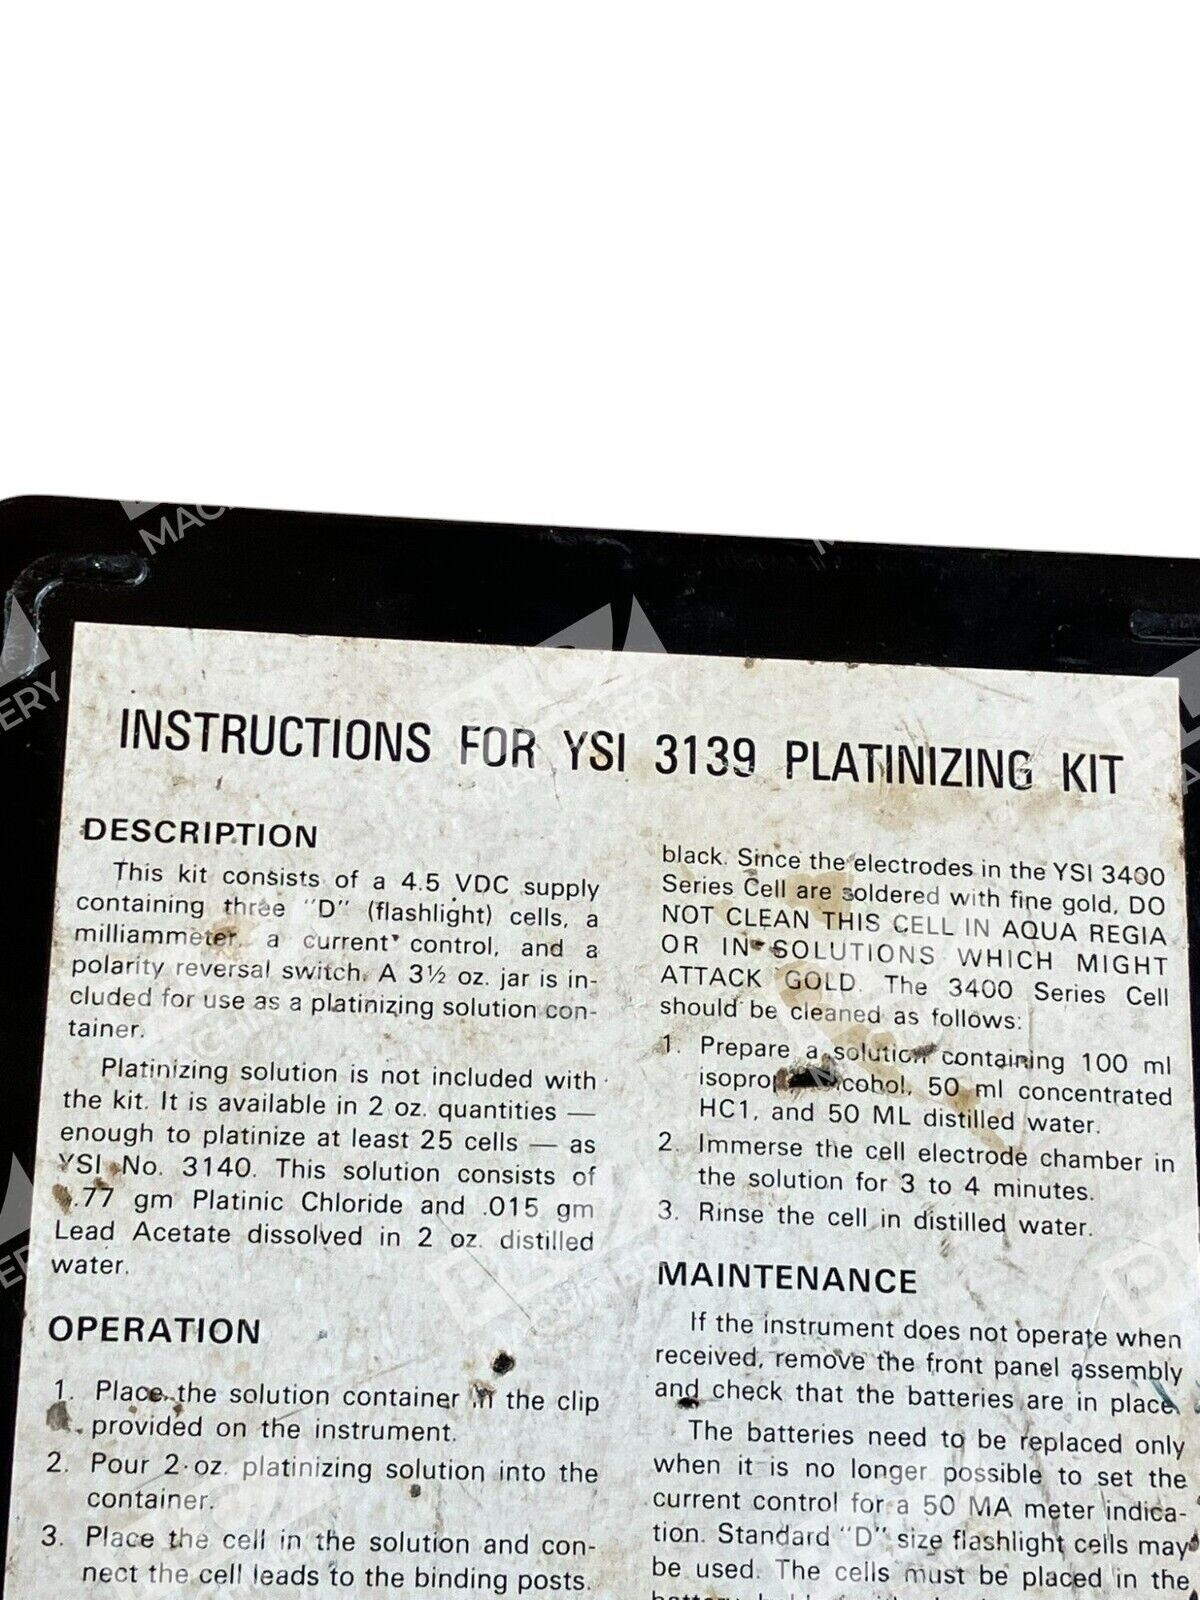 INSTRUCTIONS FOR YSI 3139 PLATINIZING KIT
DESCRIPTION
This kit consists of a 4.5 VDC supply
containing three "D" (flashlight) cells, a
milliammeter, a current control, and a
polarity reversal switch. A 3½ oz. jar is in-
cluded for use as a platinizing solution con-
tainer.
Platinizing solution is not included with
the kit. It is available in 2 oz. quantities —
enough to platinize at least 25 cells — as
YSI No. 3140. This solution consists of
.77 gm Platinic Chloride and .015 gm
Lead Acetate dissolved in 2 oz. distilled
water.
OPERATION
1. Place the solution container in the clip
provided on the instrument.
2. Pour 2 oz. platinizing solution into the
container.
3. Place the cell in the solution and con-
nect the cell leads to the binding posts.
black. Since the electrodes in the YSI 3400
Series Cell are soldered with fine gold, DO
NOT CLEAN THIS CELL IN AQUA REGIA
OR IN SOLUTIONS WHICH MIGHT
ATTACK GOLD. The 3400 Series Cell
should be cleaned as follows:
1. Prepare a solution containing 100 ml
isopro cohol, 50 ml concentrated
HC1, and 50 ML distilled water.
2. Immerse the cell electrode chamber in
the solution for 3 to 4 minutes.
3. Rinse the cell in distilled water.
MAINTENANCE
If the instrument does not operate when
received, remove the front panel assembly
and check that the batteries are in place.
The batteries need to be replaced only
when it is no longer possible to set the
current control for a 50 MA meter indica-
tion. Standard "D" size flashlight cells may
be used. The cells must be placed in the